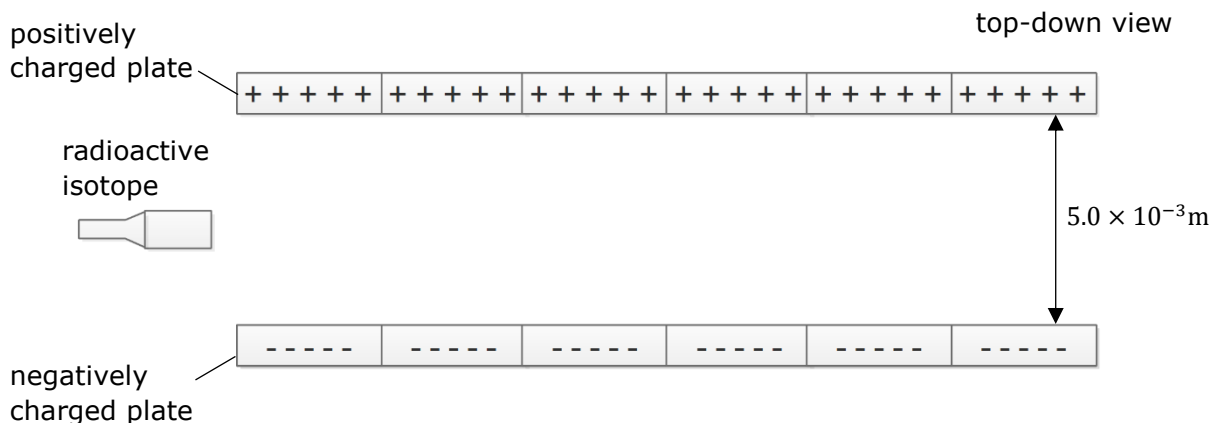 top-down view
positively
charged plate
+ + + + + + + + + + + + + + + + + + + + + + + + + + + + + +
radioactive
isotope
5.0 × 10⁻³m
- - - - - - - - - - - - - - - - - - - - - - - - - - - - - -
negatively
charged plate